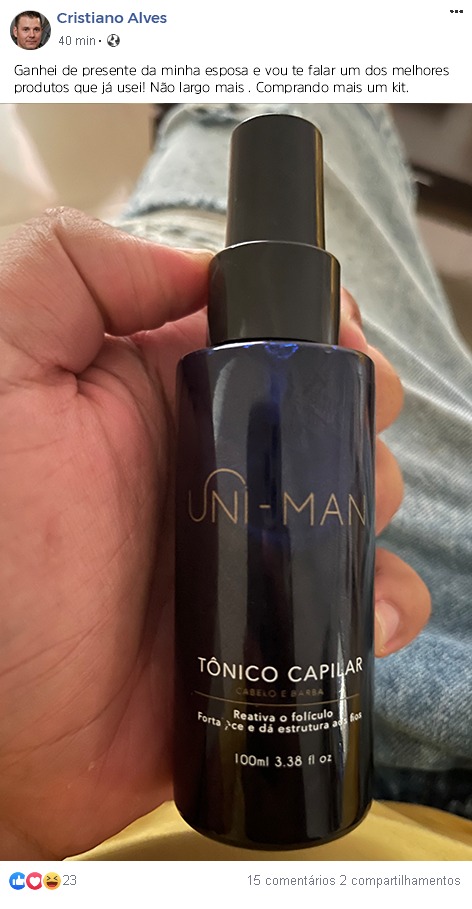 Cristiano Alves
40 min
Ganhei de presente da minha esposa e vou te falar um dos melhores
produtos que já usei! Não largo mais . Comprando mais um kit.
UNI-MAN
TÔNICO CAPILAR
CABELO E BARBA
Reativa o folículo
e dá estrutura aos fios
100ml 3.38 fl oz
23
15 comentários 2 compartilhamentos